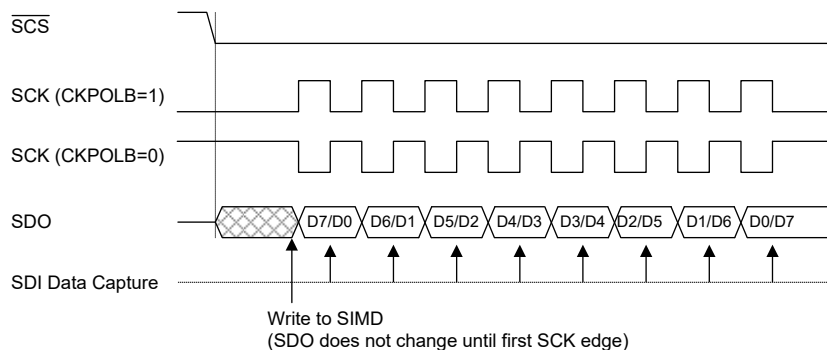 SCS
SCK (CKPOLB=1)
SCK (CKPOLB=0)
SDO
D7/D0 D6/D1 D5/D2 D4/D3 D3/D4 D2/D5 D1/D6 D0/D7
SDI Data Capture
Write to SIMD
(SDO does not change until first SCK edge)